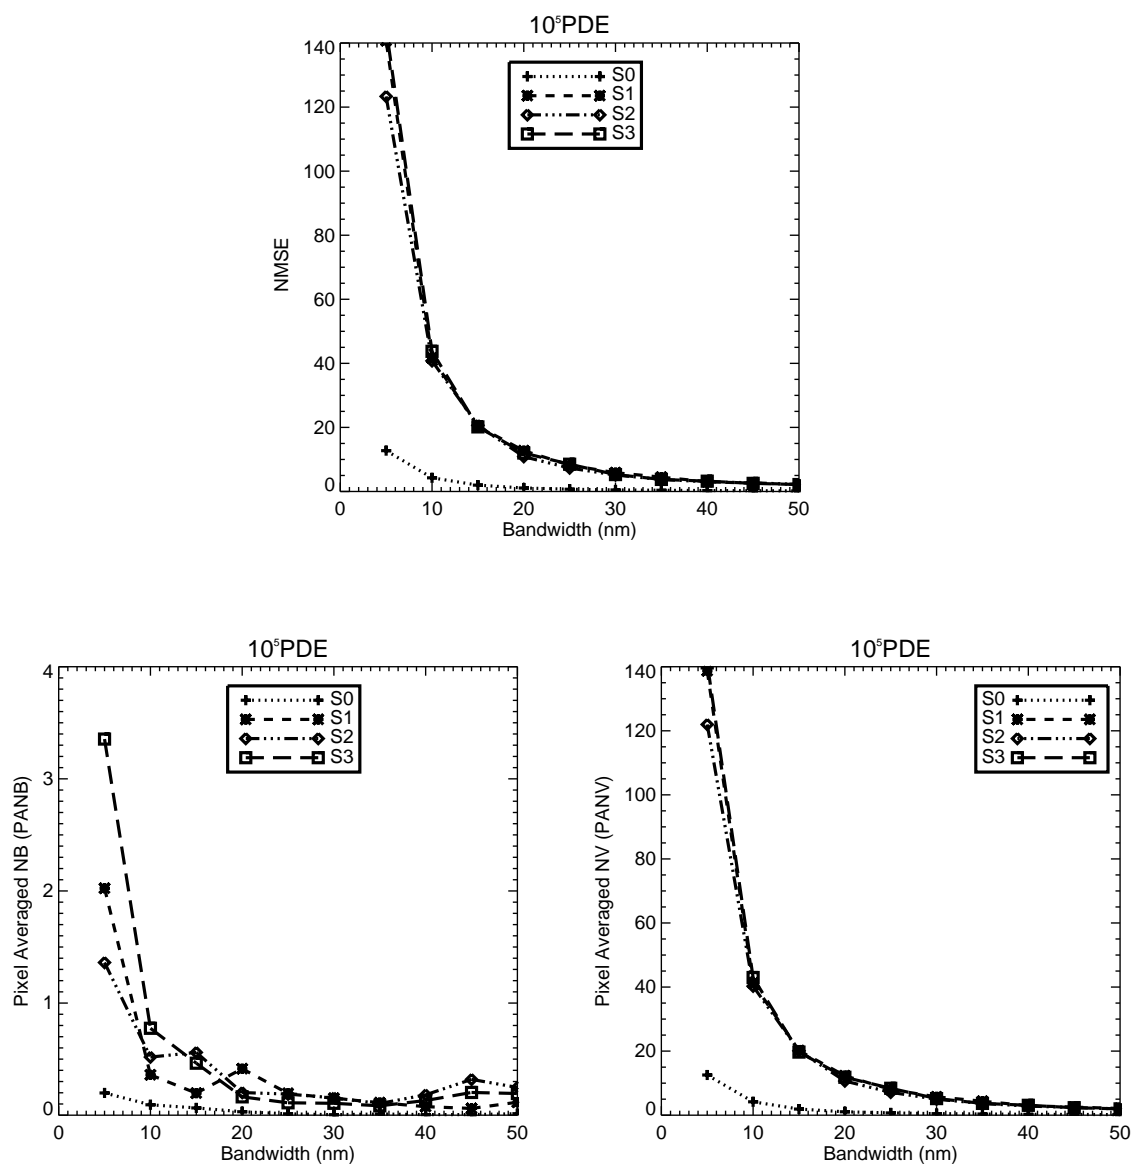 10⁵PDE
140
120
100
80
60
40
20
0
NMSE
S0
S1
S2
S3
0 10 20 30 40 50
Bandwidth (nm)
10⁵PDE
4
3
2
1
0
Pixel Averaged NB (PANB)
S0
S1
S2
S3
0 10 20 30 40 50
Bandwidth (nm)
10⁵PDE
140
120
100
80
60
40
20
0
Pixel Averaged NV (PANV)
S0
S1
S2
S3
0 10 20 30 40 50
Bandwidth (nm)